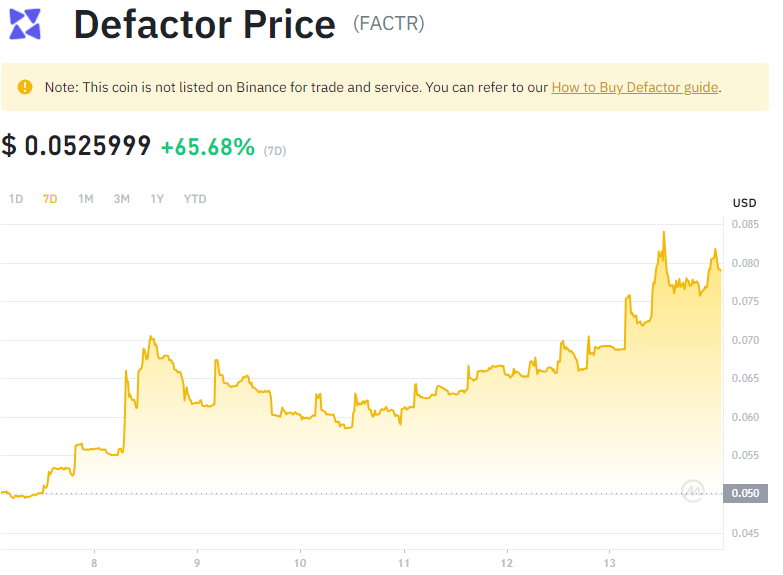 Defactor Price (FACTR)
Note: This coin is not listed on Binance for trade and service. You can refer to our How to Buy Defactor guide.
$ 0.0525999 +65.68% (7D)
1D 7D 1M 3M 1Y YTD
USD
0.085
0.080
0.075
0.070
0.065
0.060
0.055
0.050
0.045
8 9 10 11 12 13